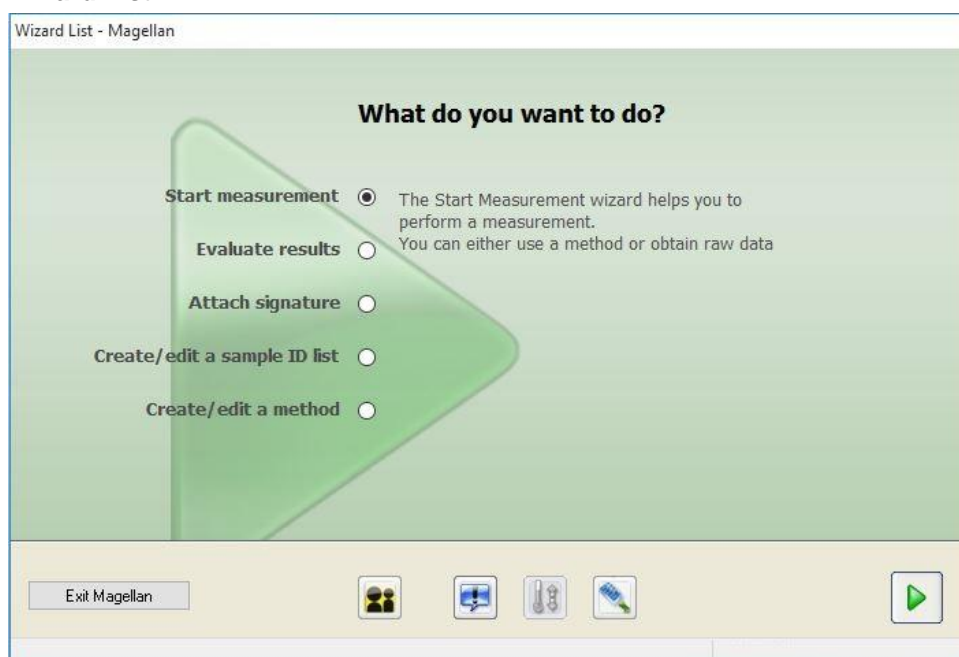 Wizard List - Magellan
What do you want to do?
Start measurement
The Start Measurement wizard helps you to
perform a measurement.
You can either use a method or obtain raw data
Evaluate results
Attach signature
Create/edit a sample ID list
Create/edit a method
Exit Magellan